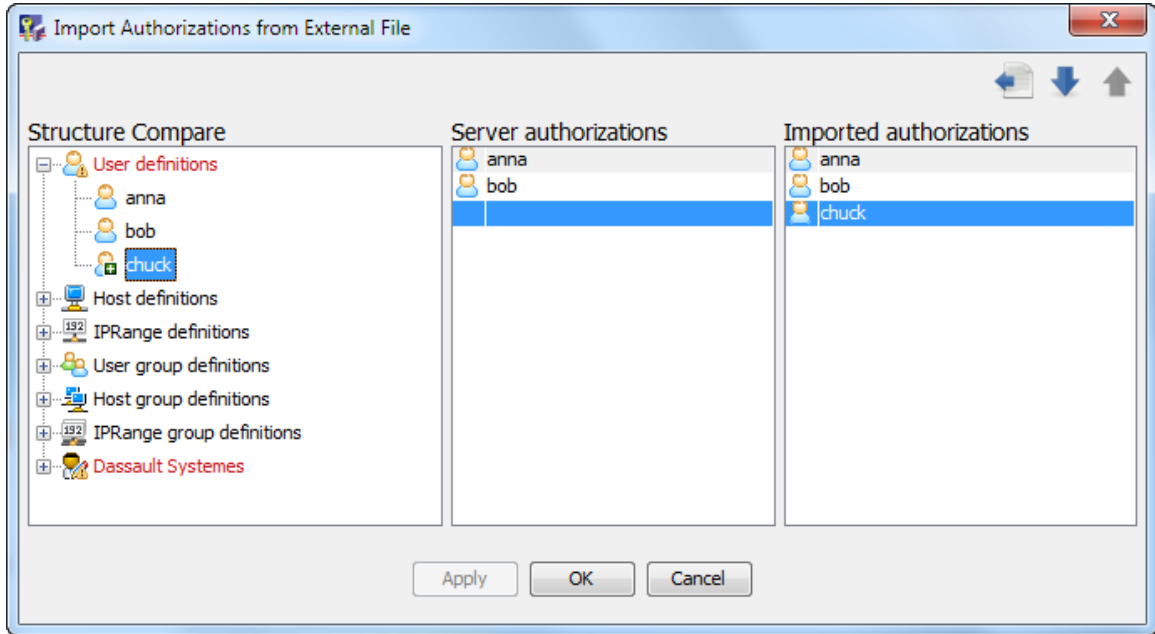 Import Authorizations from External File
Structure Compare
User definitions
anna
bob
chuck
Host definitions
192 IPRange definitions
User group definitions
Host group definitions
192 IPRange group definitions
Dassault Systemes
Server authorizations
anna
bob
Imported authorizations
anna
bob
chuck
Apply OK Cancel